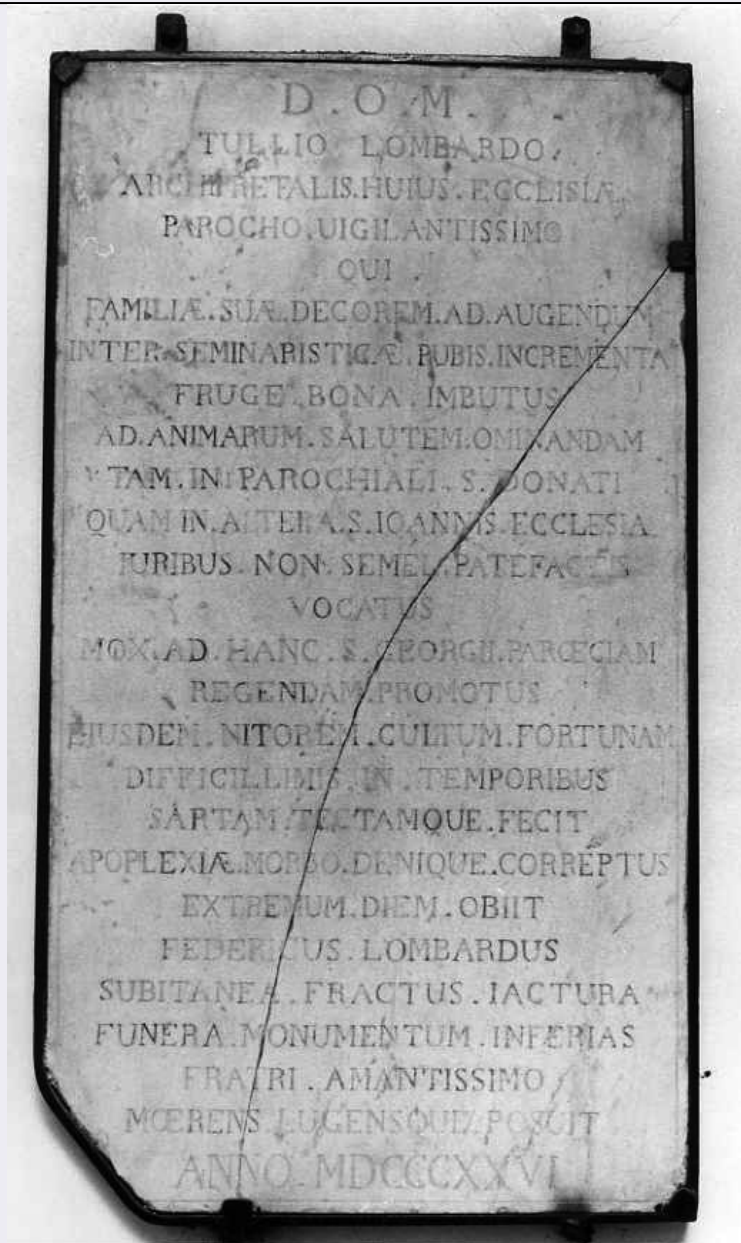 D.O.M.
TULLIO LOMBARDO
ARCHIPRETALIS.HUIUS.ECCLISIÆ
PAROCHO.UIGILANTISSIMO
QUI.
FAMILIÆ.SUÆ.DECOREM.AD.AUGENDUM
INTER.SEMINARISTICÆ.PUBIS.INCREMENTA
FRUGE.BONA.IMBUTUS
AD.ANIMARUM.SALUTEM.OMINANDAM
TAM.IN.PAROCHIALI.S.DONATI
QUAM IN.ALTERA.S.IOANNIS.ECCLESIA
IURIBUS.NON.SEMEL.PATEFACTIS
VOCATUS
MOX.AD.HANC.S.GEORGII.PARŒCIAM
REGENDAM.PROMOTUS
EIUSDEM.NITOREM.CULTUM.FORTUNAM
DIFFICILLIMIS.IN.TEMPORIBUS
SARTAM.TECTAMQUE.FECIT
APOPLEXIÆ.MORBO.DENIQUE.CORREPTUS
EXTREMUM.DIEM.OBIIT
FEDERICUS.LOMBARDUS
SUBITANEA.FRACTUS.IACTURA
FUNERA.MONUMENTUM.INFERIAS
FRATRI.AMANTISSIMO
MŒRENS LUGENSQUE.POSUIT
ANNO.MDCCCXXVI